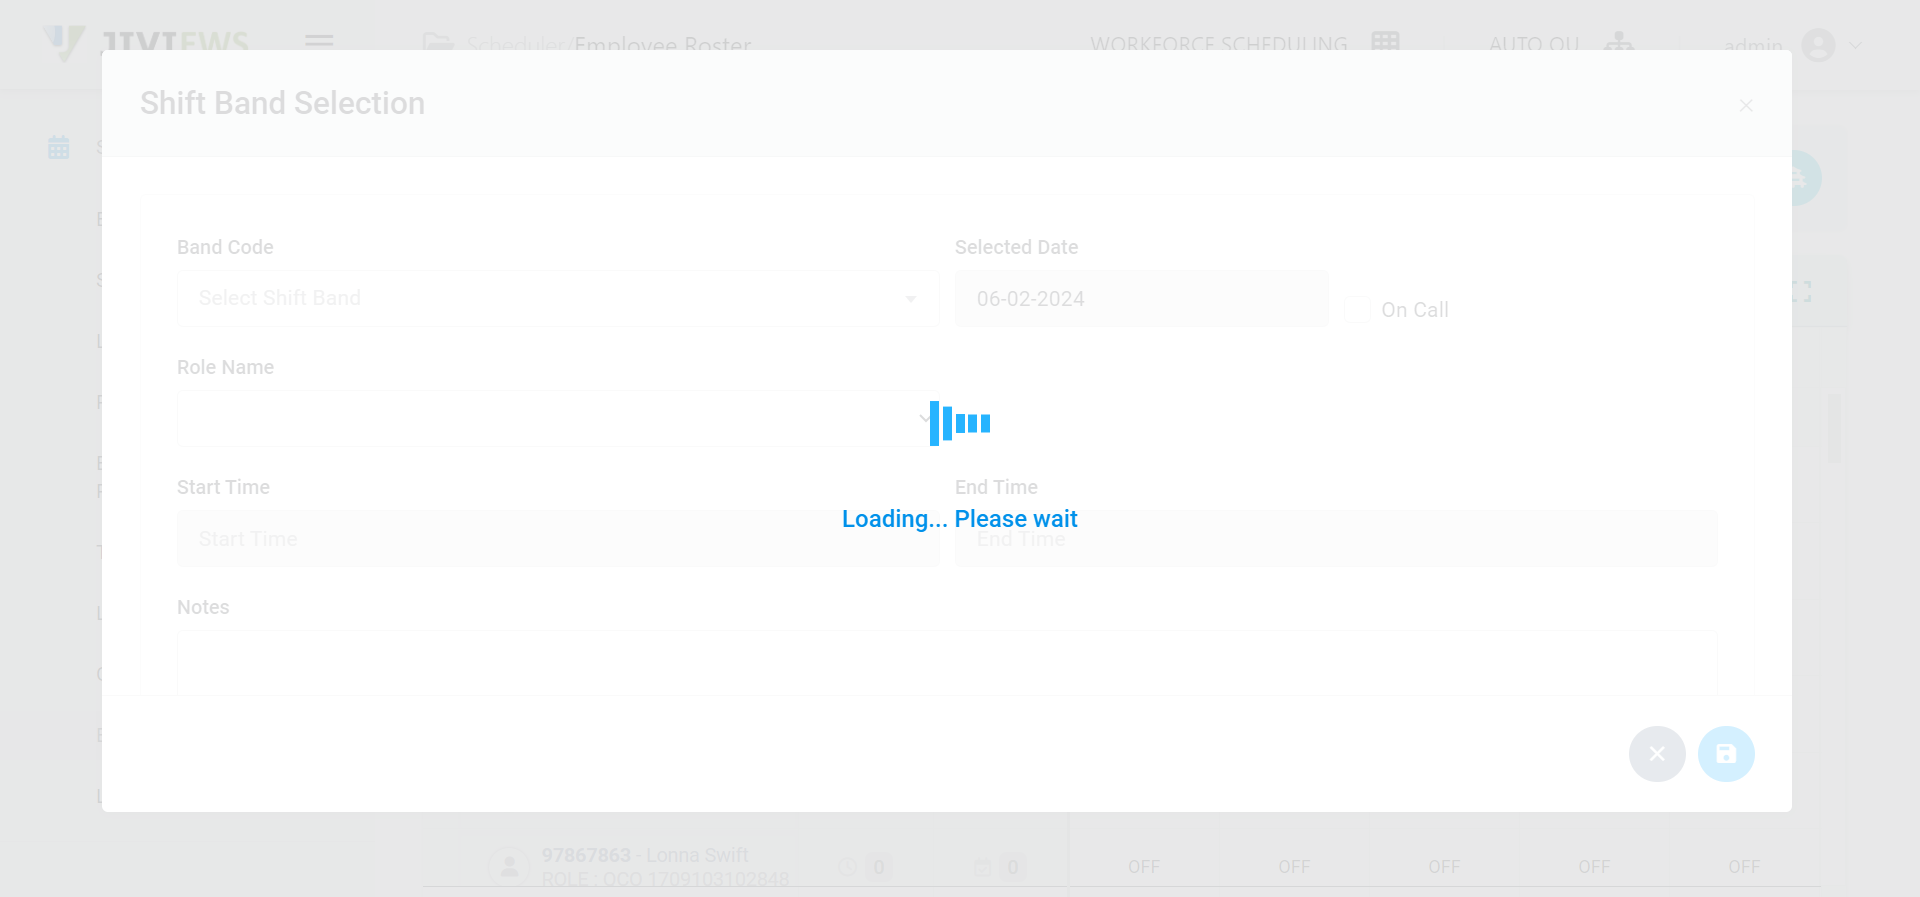 Scheduler/Employee Roster
WORKFORCE SCHEDULING
AUTO OU
admin
Shift Band Selection
Band Code
Selected Date
Select Shift Band
06-02-2024
On Call
Role Name
Start Time
End Time
Loading... Please wait
Start Time
End Time
Notes
97867863 - Lonna Swift
0
0
OFF
OFF
OFF
OFF
OFF
ROLE : OCO 1709103102848